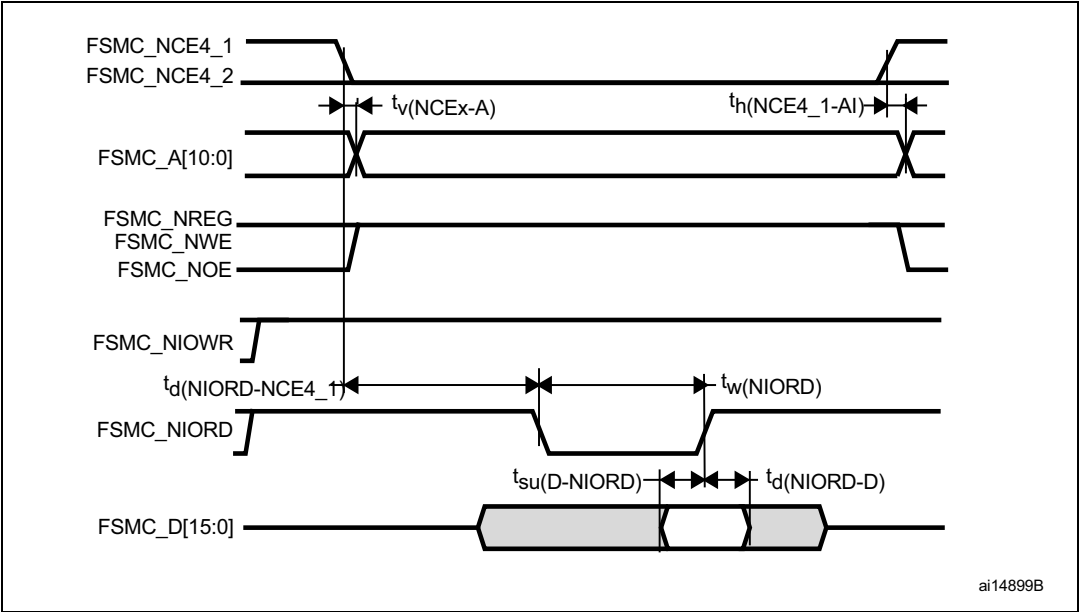 FSMC_NCE4_1
FSMC_NCE4_2
tv(NCEx-A)
th(NCE4_1-AI)
FSMC_A[10:0]
FSMC_NREG
FSMC_NWE
FSMC_NOE
FSMC_NIOWR
td(NIORD-NCE4_1)
tw(NIORD)
FSMC_NIORD
tsu(D-NIORD)
td(NIORD-D)
FSMC_D[15:0]
ai14899B